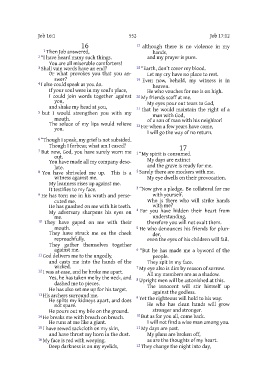 Job 16:1
552
Job 17:12
16
1 Then Job answered,
2 "I have heard many such things.
You are all miserable comforters!
3 Shall vain words have an end?
Or what provokes you that you answer?
4 I also could speak as you do.
If your soul were in my soul's place,
I could join words together against
you,
and shake my head at you,
5 but I would strengthen you with my
mouth.
The solace of my lips would relieve
you.
6 "Though I speak, my grief is not subsided.
Though I forbear, what am I eased?
7 But now, God, you have surely worn me
out.
You have made all my company desolate.
8 You have shriveled me up. This is a
witness against me.
My leanness rises up against me.
It testifies to my face.
9 He has torn me in his wrath and persecuted me.
He has gnashed on me with his teeth.
My adversary sharpens his eyes on
me.
10 They have gaped on me with their
mouth.
They have struck me on the cheek
reproachfully.
They gather themselves together
against me.
11 God delivers me to the ungodly,
and casts me into the hands of the
wicked.
12 I was at ease, and he broke me apart.
Yes, he has taken me by the neck, and
dashed me to pieces.
He has also set me up for his target.
13 His archers surround me.
He splits my kidneys apart, and does
not spare.
He pours out my bile on the ground.
14 He breaks me with breach on breach.
He runs at me like a giant.
15 I have sewed sackcloth on my skin,
and have thrust my horn in the dust.
16 My face is red with weeping.
Deep darkness is on my eyelids,
17 although there is no violence in my
hands,
and my prayer is pure.
18 "Earth, don't cover my blood.
Let my cry have no place to rest.
19 Even now, behold, my witness is in
heaven.
He who vouches for me is on high.
20 My friends scoff at me.
My eyes pour out tears to God,
21 that he would maintain the right of a
man with God,
of a son of man with his neighbor!
22 For when a few years have come,
I will go the way of no return.
17
1 "My spirit is consumed.
My days are extinct
and the grave is ready for me.
2 Surely there are mockers with me.
My eye dwells on their provocation.
3 "Now give a pledge. Be collateral for me
with yourself.
Who is there who will strike hands
with me?
4 For you have hidden their heart from
understanding,
therefore you will not exalt them.
5 He who denounces his friends for plunder,
even the eyes of his children will fail.
6 "But he has made me a byword of the
people.
They spit in my face.
7 My eye also is dim by reason of sorrow.
All my members are as a shadow.
8 Upright men will be astonished at this.
The innocent will stir himself up
against the godless.
9 Yet the righteous will hold to his way.
He who has clean hands will grow
stronger and stronger.
10 But as for you all, come back.
I will not find a wise man among you.
11 My days are past.
My plans are broken off,
as are the thoughts of my heart.
12 They change the night into day,